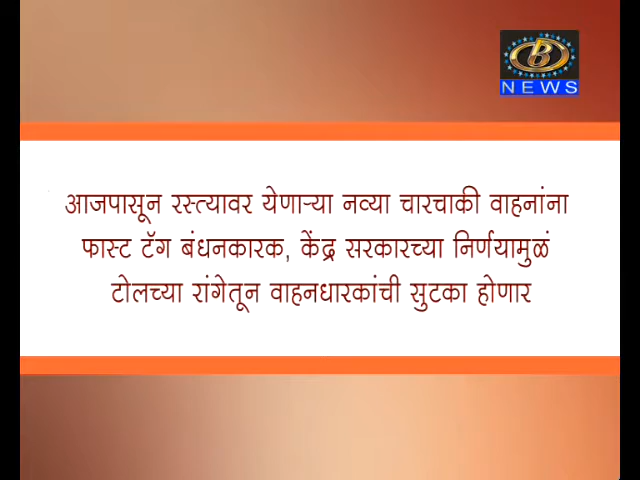 B
NEWS
आजपासून रस्त्यावर येणाऱ्या नव्या चारचाकी वाहनांना
फास्ट टॅग बंधनकारक, केंद्र सरकारच्या निर्णयामुळं
टोलच्या रांगेतून वाहनधारकांची सुटका होणार